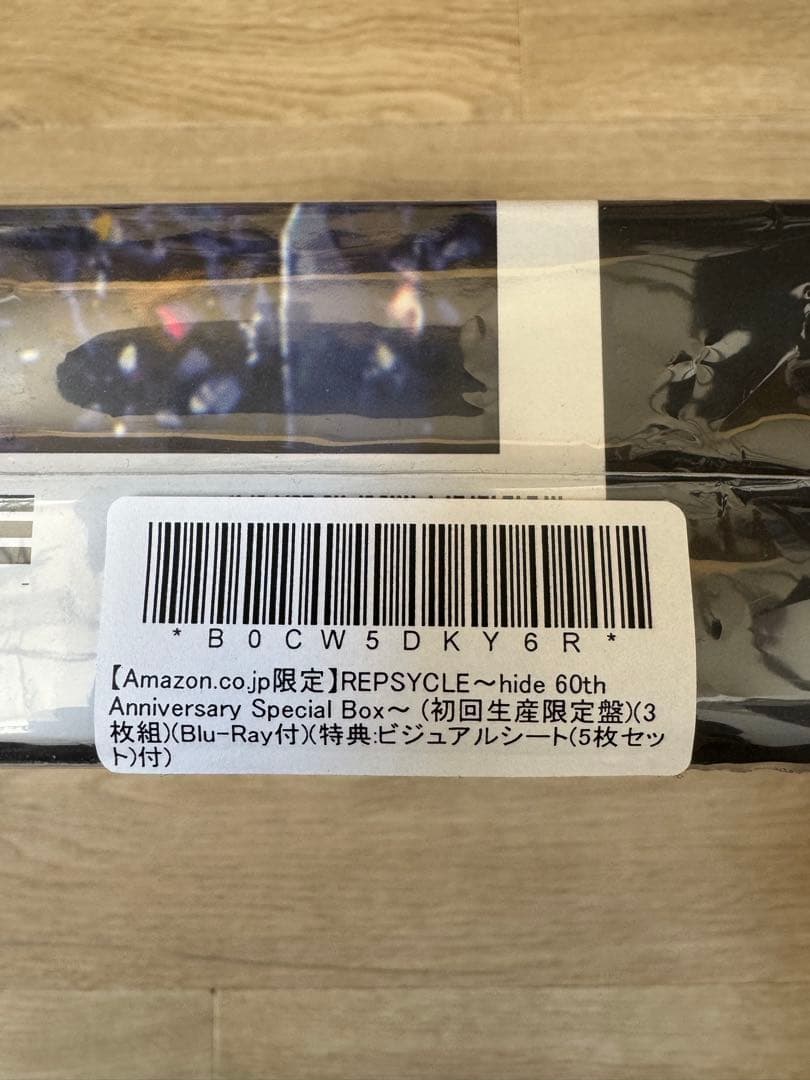 *B0CW5DKY6R*
【Amazon.co.jp限定】REPSYCLE～hide 60th
Anniversary Special Box～ (初回生産限定盤)(3
枚組)(Blu-Ray付)(特典:ビジュアルシート(5枚セッ
ト)付)